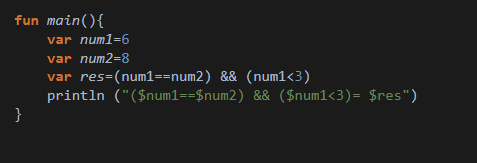 fun main(){
    var num1=6
    var num2=8
    var res=(num1==num2) && (num1<3)
    println ("($num1==$num2) && ($num1<3)= $res")
}